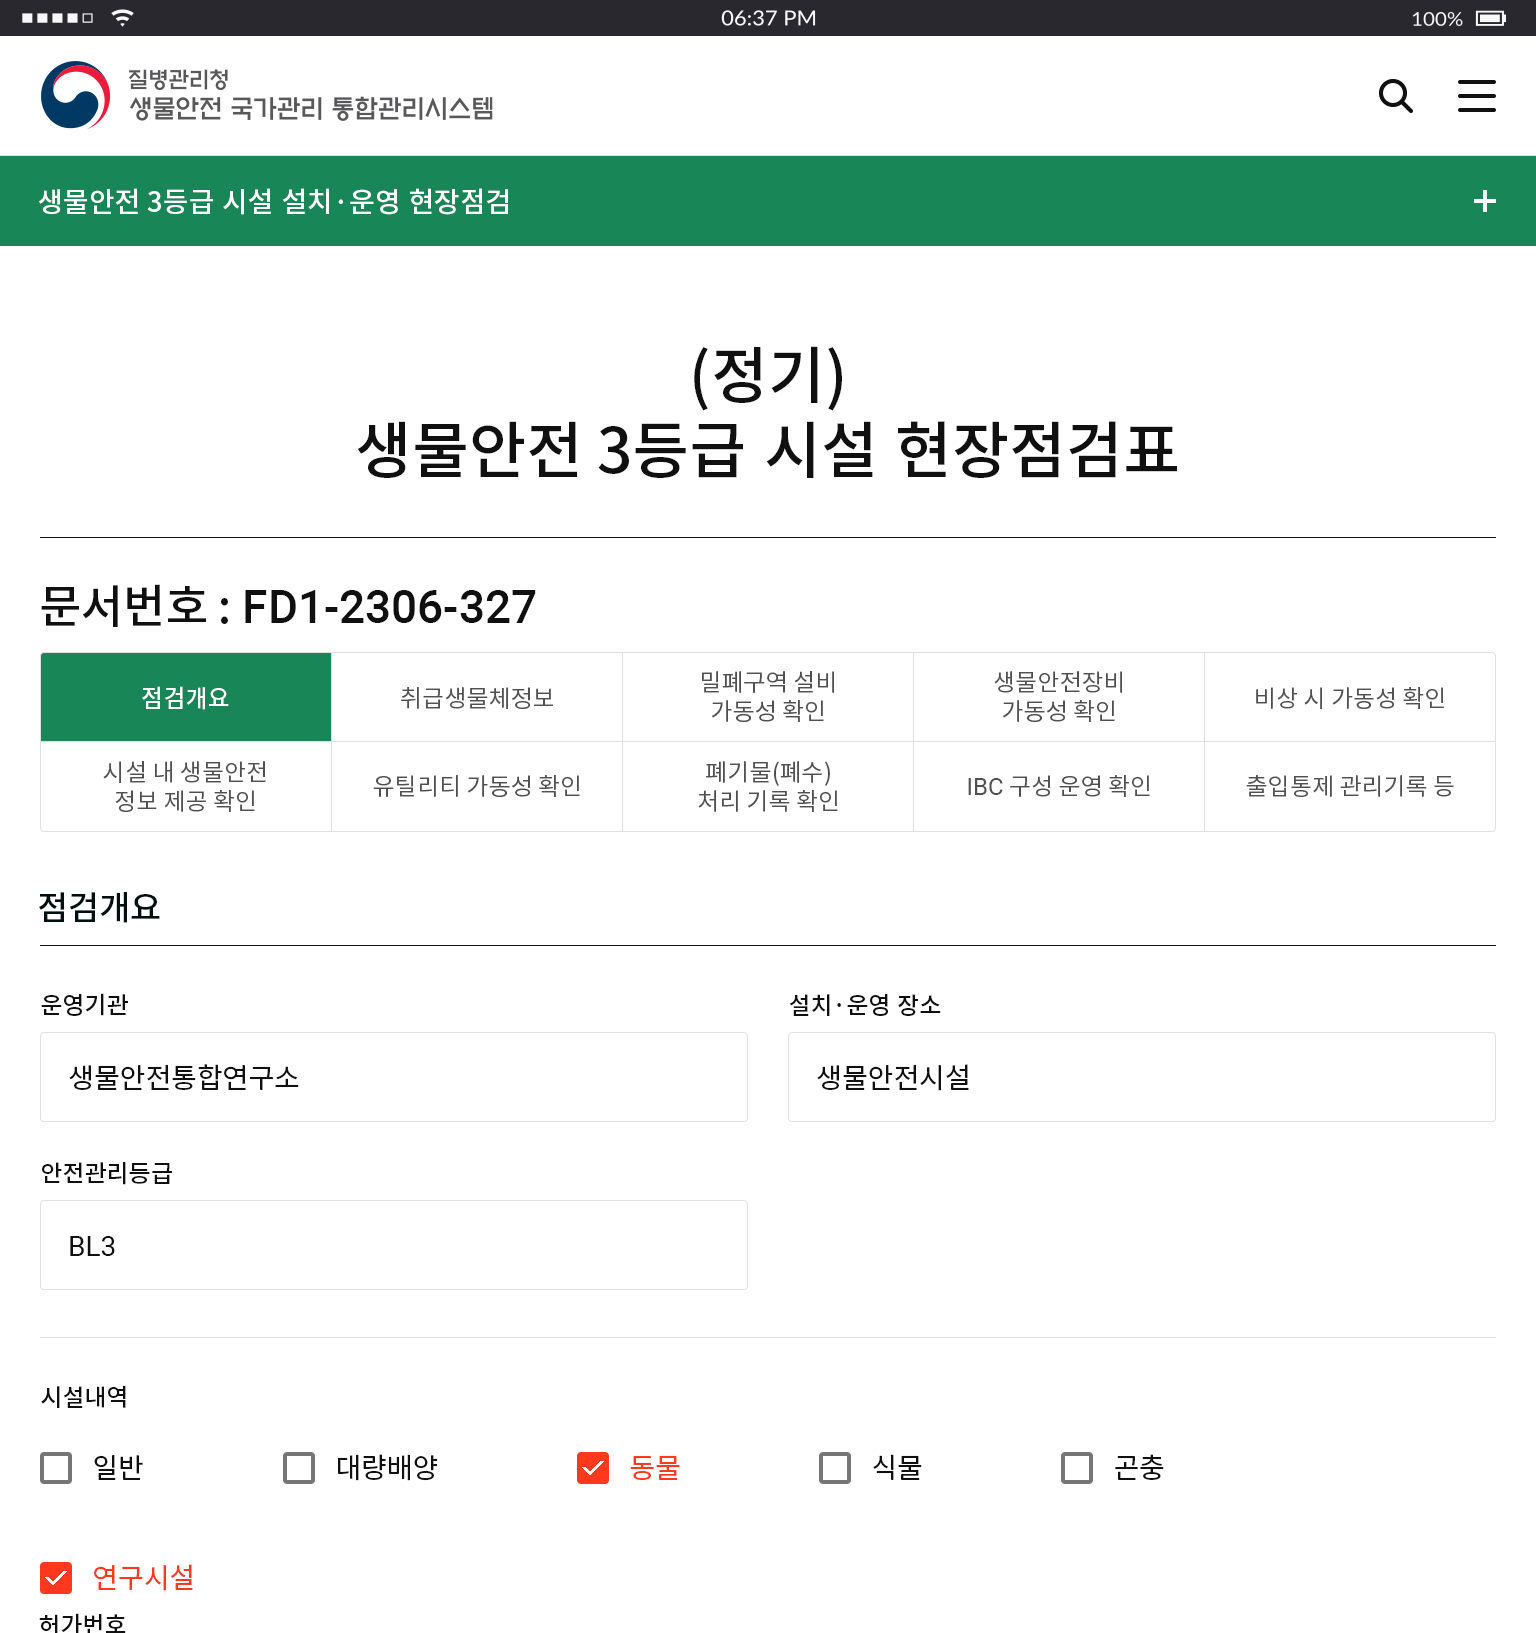 06:37 PM
100%
질병관리청
생물안전 국가관리 통합관리시스템
생물안전 3등급 시설 설치·운영 현장점검
(정기)
생물안전 3등급 시설 현장점검표
문서번호 : FD1-2306-327
점검개요
취급생물체정보
밀폐구역 설비
가동성 확인
생물안전장비
가동성 확인
비상 시 가동성 확인
시설 내 생물안전
정보 제공 확인
유틸리티 가동성 확인
폐기물(폐수)
처리 기록 확인
IBC 구성 운영 확인
출입통제 관리기록 등
점검개요
운영기관
설치·운영 장소
생물안전통합연구소
생물안전시설
안전관리등급
BL3
시설내역
일반
대량배양
동물
식물
곤충
연구시설
허가번호